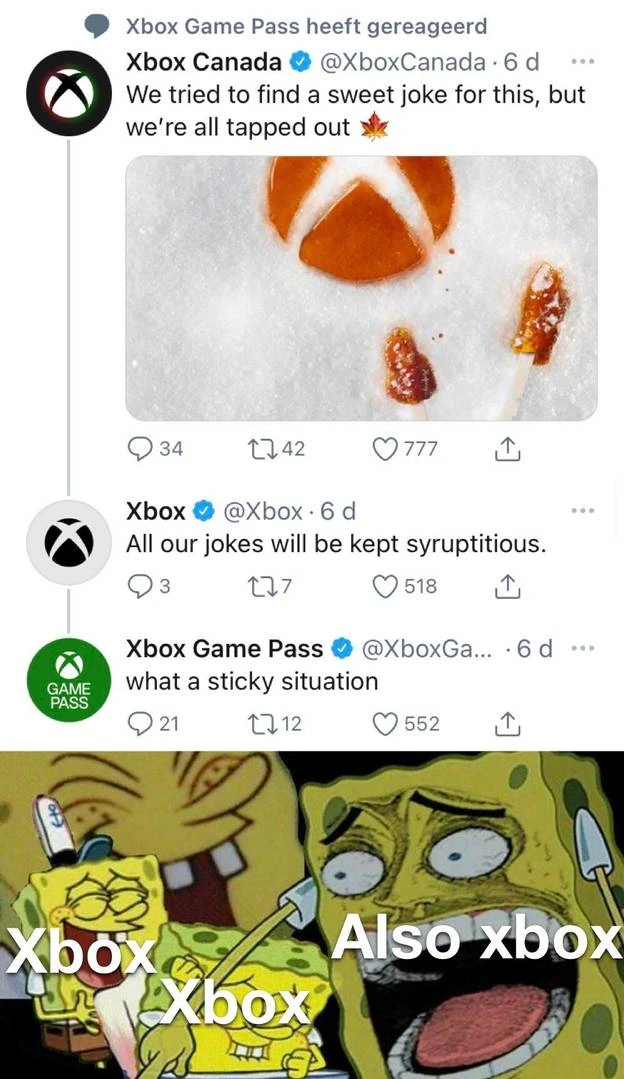 Xbox Game Pass heeft gereageerd
Xbox Canada @XboxCanada · 6 d
We tried to find a sweet joke for this, but
we're all tapped out 🍁
34 42 777
Xbox @Xbox · 6 d
All our jokes will be kept syruptitious.
3 7 518
GAME
PASS
Xbox Game Pass @XboxGa... · 6 d
what a sticky situation
21 12 552
Xbox
Xbox
Also xbox